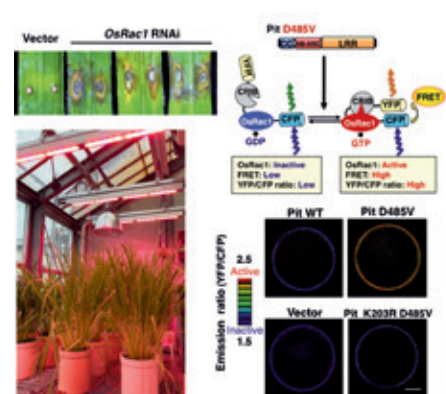 Vector OsRac1 RNAi
Pit D485V
LRR
CRIB
YFP
OsRac1
CFP
GDP
CRIB
YFP
FRET
OsRac1
CFP
GTP
OsRac1: Inactive
FRET: Low
YFP/CFP ratio: Low
OsRac1: Active
FRET: High
YFP/CFP ratio: High
Pit WT
Pit D485V
Emission ratio (YFP/CFP)
2.5
Active
Inactive
1.5
Vector
Pit K203R D485V